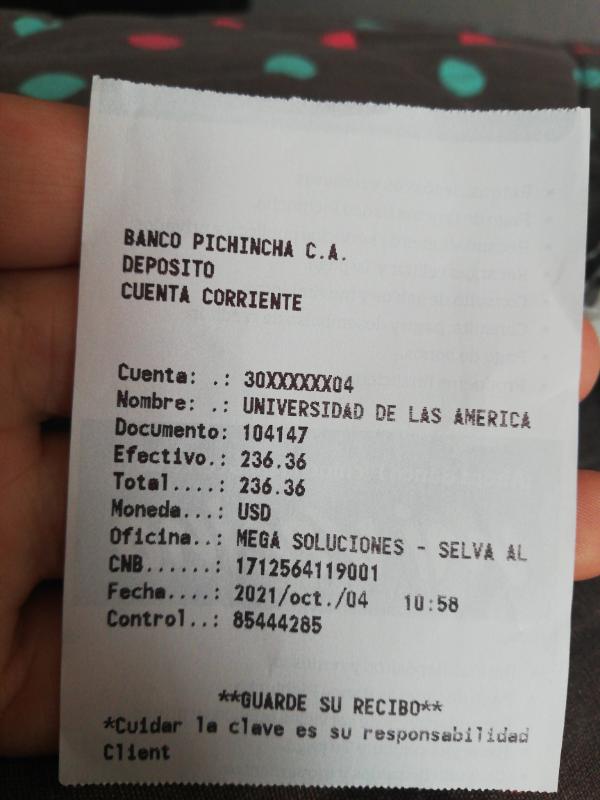 BANCO PICHINCHA C.A.
DEPOSITO
CUENTA CORRIENTE
Cuenta: .: 30XXXXXX04
Nombre: .: UNIVERSIDAD DE LAS AMERICA
Documento: 104147
Efectivo.: 236.36
Total....: 236.36
Moneda...: USD
Oficina..: MEGA SOLUCIONES - SELVA AL
CNB......: 1712564119001
Fecha....: 2021/oct./04 10:58
Control..: 85444285
**GUARDE SU RECIBO**
*Cuidar la clave es su responsabilidad
Client